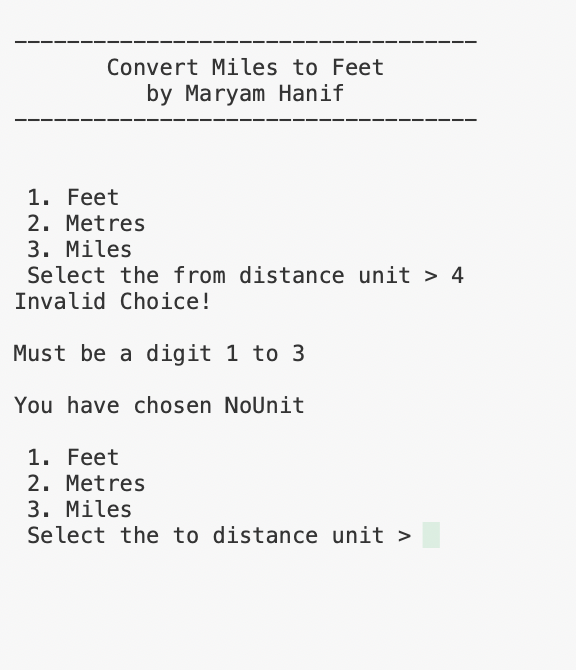 -----------------------------------
Convert Miles to Feet
by Maryam Hanif
-----------------------------------
1. Feet
2. Metres
3. Miles
Select the from distance unit > 4
Invalid Choice!
Must be a digit 1 to 3
You have chosen NoUnit
1. Feet
2. Metres
3. Miles
Select the to distance unit >